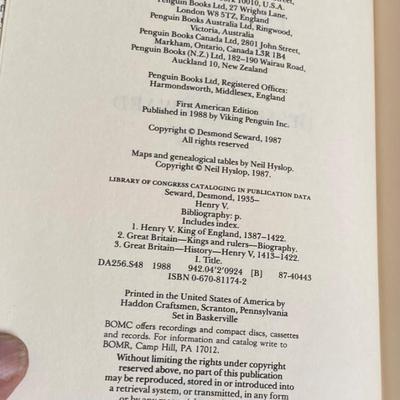 10010, U.S.A.
Penguin Books Ltd, 27 Wrights Lane,
London W8 5TZ, England
Penguin Books Australia Ltd, Ringwood,
Victoria, Australia
Penguin Books Canada Ltd, 2801 John Street,
Markham, Ontario, Canada L3R 1B4
Penguin Books (N.Z.) Ltd, 182–190 Wairau Road,
Auckland 10, New Zealand
Penguin Books Ltd, Registered Offices:
Harmondsworth, Middlesex, England
First American Edition
Published in 1988 by Viking Penguin Inc.
Copyright © Desmond Seward, 1987
All rights reserved
Maps and genealogical tables by Neil Hyslop,
Copyright © Neil Hyslop, 1987.
LIBRARY OF CONGRESS CATALOGING IN PUBLICATION DATA
Seward, Desmond, 1935–
Henry V.
Bibliography: p.
Includes index.
1. Henry V, King of England, 1387–1422.
2. Great Britain—Kings and rulers—Biography.
3. Great Britain—History—Henry V, 1413–1422.
I. Title.
DA256.S48 1988 942.04'2'0924 [B] 87-40443
ISBN 0-670-81174-2
Printed in the United States of America by
Haddon Craftsmen, Scranton, Pennsylvania
Set in Baskerville
BOMC offers recordings and compact discs, cassettes
and records. For information and catalog write to
BOMR, Camp Hill, PA 17012.
Without limiting the rights under copyright
reserved above, no part of this publication
may be reproduced, stored in or introduced into
a retrieval system, or transmitted, in any form
or by any